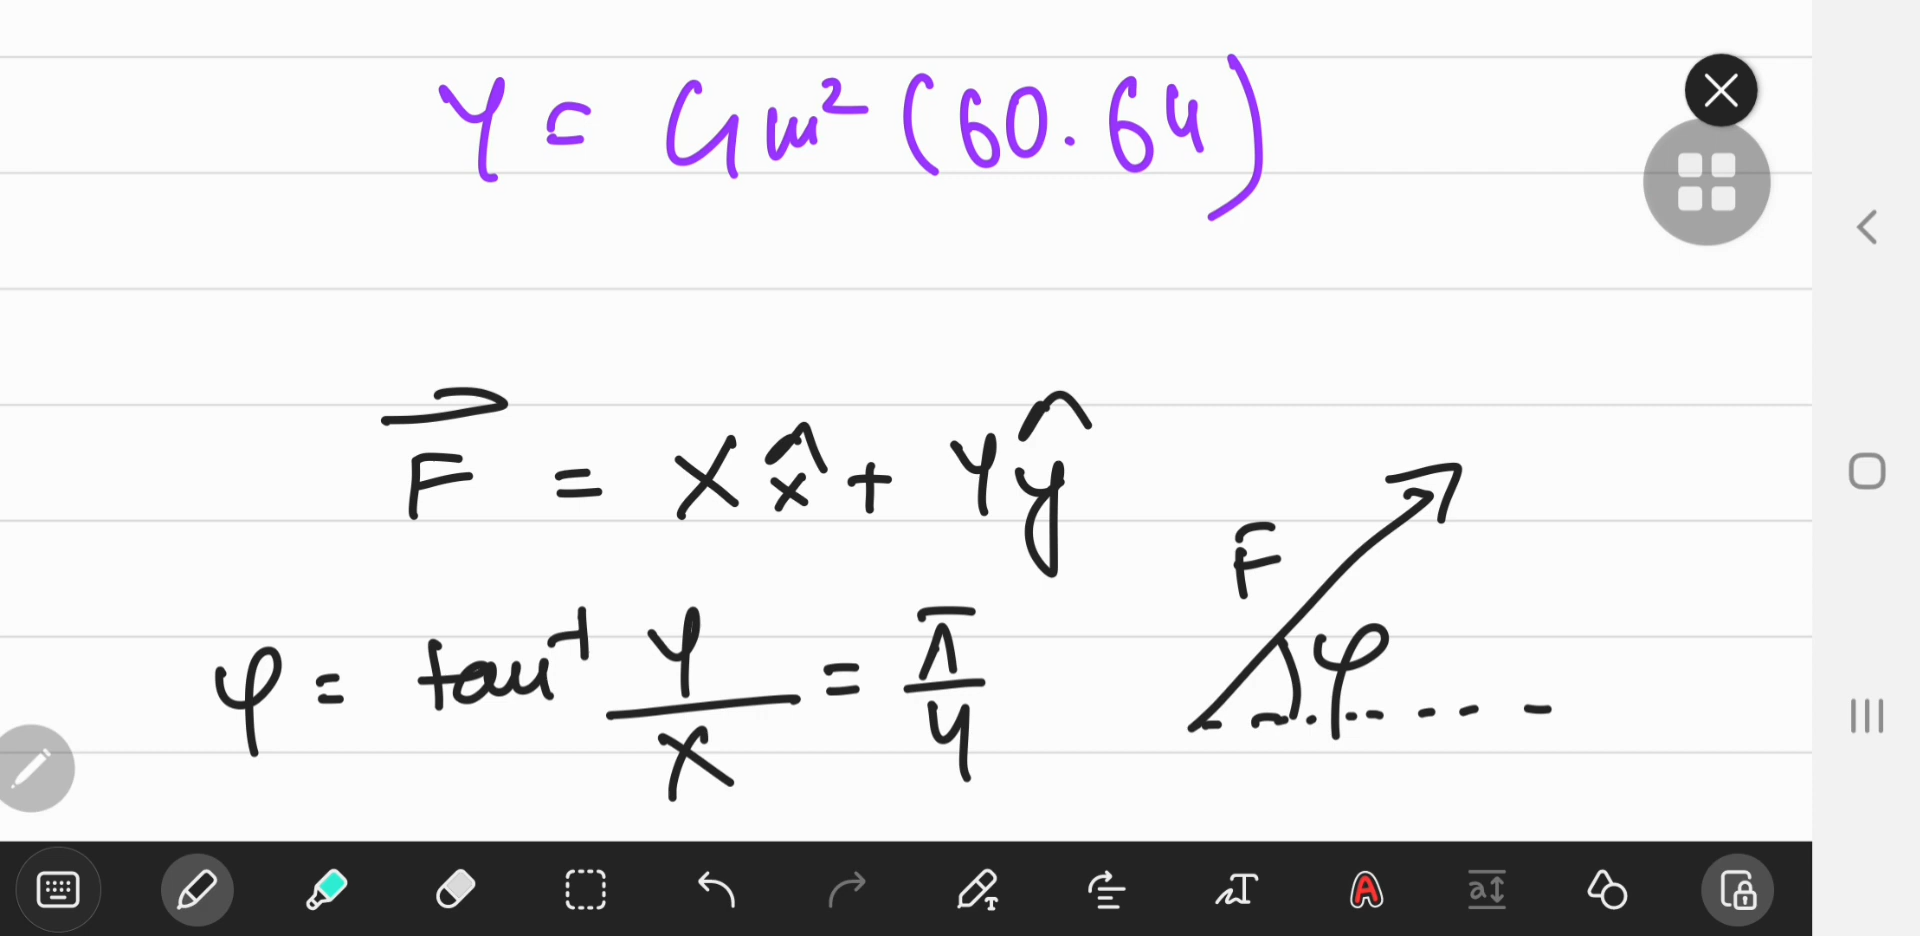 Y = Gm² (60.64)
F⃗ = X x̂ + Y ŷ
F
φ
φ = tan⁻¹ Y/X = π/4